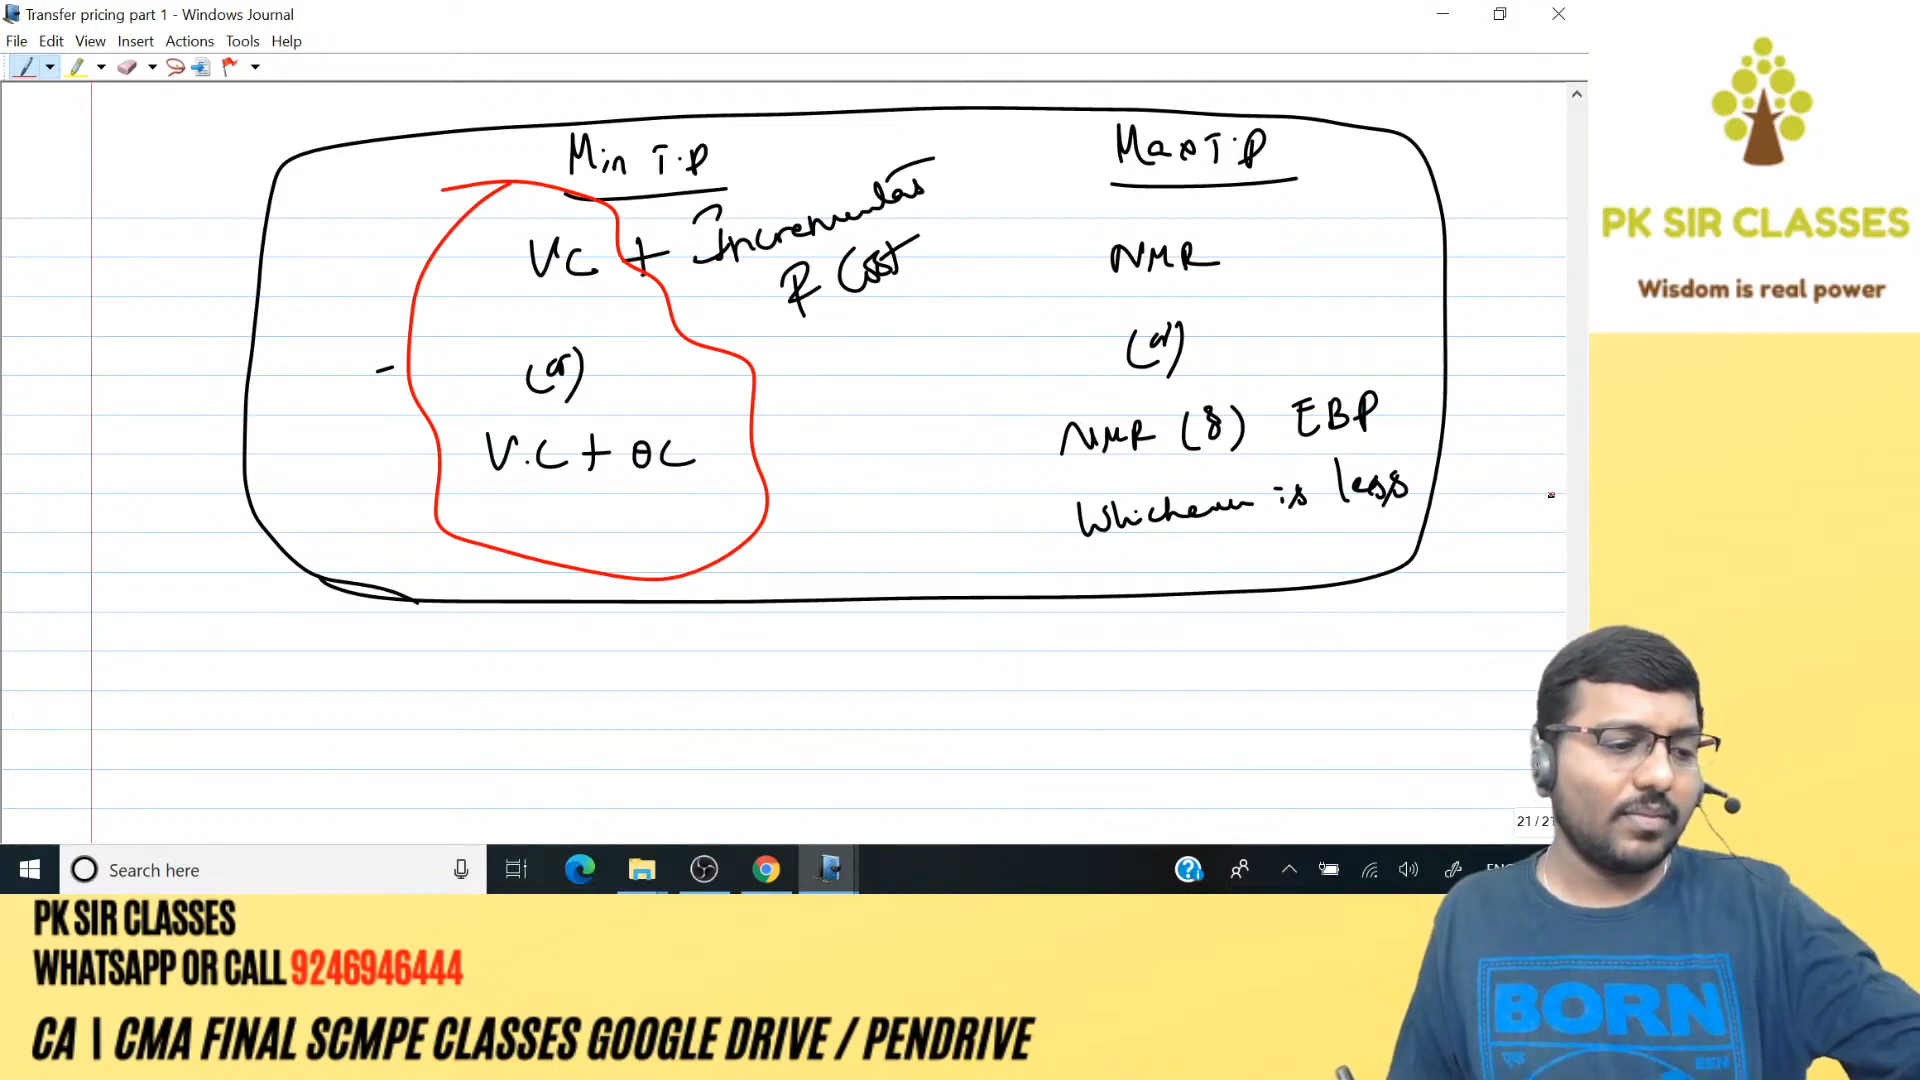 Transfer pricing part 1 - Windows Journal
File Edit View Insert Actions Tools Help
Min T.P
Max T.P
VC + Incremental
F Cost
NMR
(or)
(or)
V.C + OC
NMR (or) EBP
Whichever is less
21 / 21
Search here
ENG
PK SIR CLASSES
Wisdom is real power
PK SIR CLASSES
WHATSAPP OR CALL 9246946444
CA \ CMA FINAL SCMPE CLASSES GOOGLE DRIVE / PENDRIVE
BORN